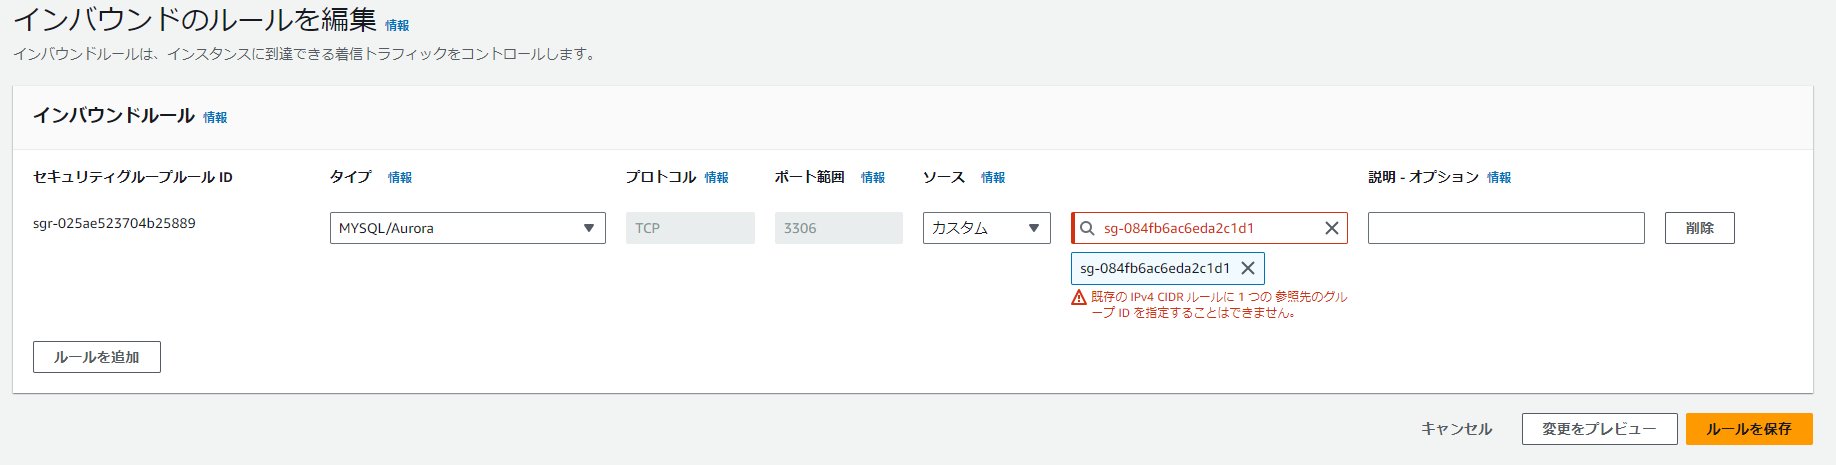 インバウンドのルールを編集 情報
インバウンドルールは、インスタンスに到達できる着信トラフィックをコントロールします。
インバウンドルール 情報
セキュリティグループルール ID タイプ 情報 プロトコル 情報 ポート範囲 情報 ソース 情報 説明 - オプション 情報
sgr-025ae523704b25889 MYSQL/Aurora TCP 3306 カスタム sg-084fb6ac6eda2c1d1 削除
sg-084fb6ac6eda2c1d1
既存の IPv4 CIDR ルールに 1 つの 参照先のグル
ープ ID を指定することはできません。
ルールを追加
キャンセル 変更をプレビュー ルールを保存